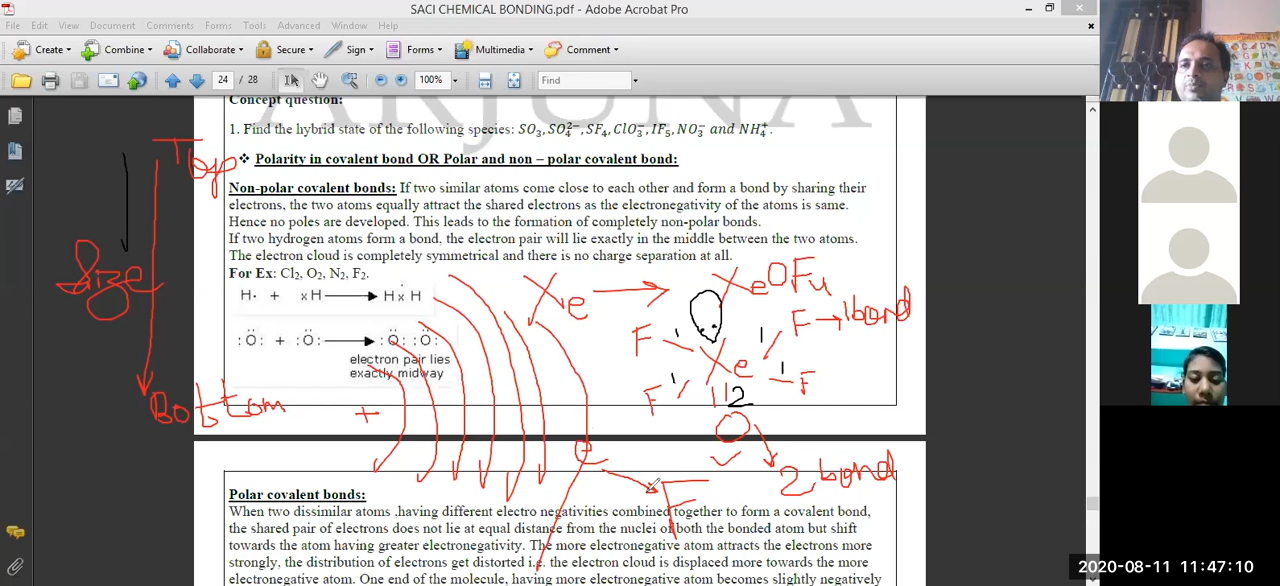 SACI CHEMICAL BONDING.pdf - Adobe Acrobat Pro
File Edit View Document Comments Forms Tools Advanced Window Help
Create Combine Collaborate Secure Sign Forms Multimedia Comment
24 / 28 100% Find
ARJUNA
Concept question:
1. Find the hybrid state of the following species: SO₃, SO₄²⁻, SF₄, ClO₃⁻, IF₅, NO₃⁻ and NH₄⁺.
Top
❖ Polarity in covalent bond OR Polar and non – polar covalent bond:
Non-polar covalent bonds: If two similar atoms come close to each other and form a bond by sharing their
electrons, the two atoms equally attract the shared electrons as the electronegativity of the atoms is same.
Hence no poles are developed. This leads to the formation of completely non-polar bonds.
If two hydrogen atoms form a bond, the electron pair will lie exactly in the middle between the two atoms.
The electron cloud is completely symmetrical and there is no charge separation at all.
Size
For Ex: Cl₂, O₂, N₂, F₂.
Xe → XeOF₄
H· + xH → H ẋ H
F 1 1 F → 1 bond
:Ö: + :Ö: → :Ö: :Ö:
Xe
electron pair lies
exactly midway
F 1 1 F
2
Bottom +
O
2 bond
e F
Polar covalent bonds:
When two dissimilar atoms ,having different electro negativities combined together to form a covalent bond,
the shared pair of electrons does not lie at equal distance from the nuclei of both the bonded atom but shift
towards the atom having greater electronegativity. The more electronegative atom attracts the electrons more
strongly, the distribution of electrons get distorted i.e. the electron cloud is displaced more towards the more
electronegative atom. One end of the molecule, having more electronegative atom becomes slightly negatively
2020-08-11 11:47:10